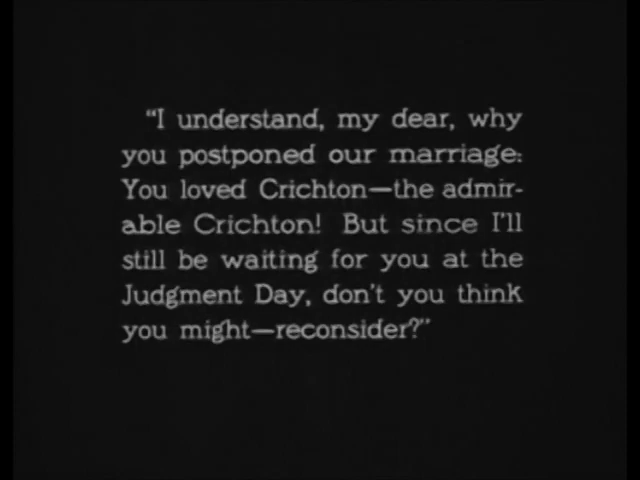 "I understand, my dear, why
you postponed our marriage.
You loved Crichton—the admir-
able Crichton! But since I'll
still be waiting for you at the
Judgment Day, don't you think
you might—reconsider?"